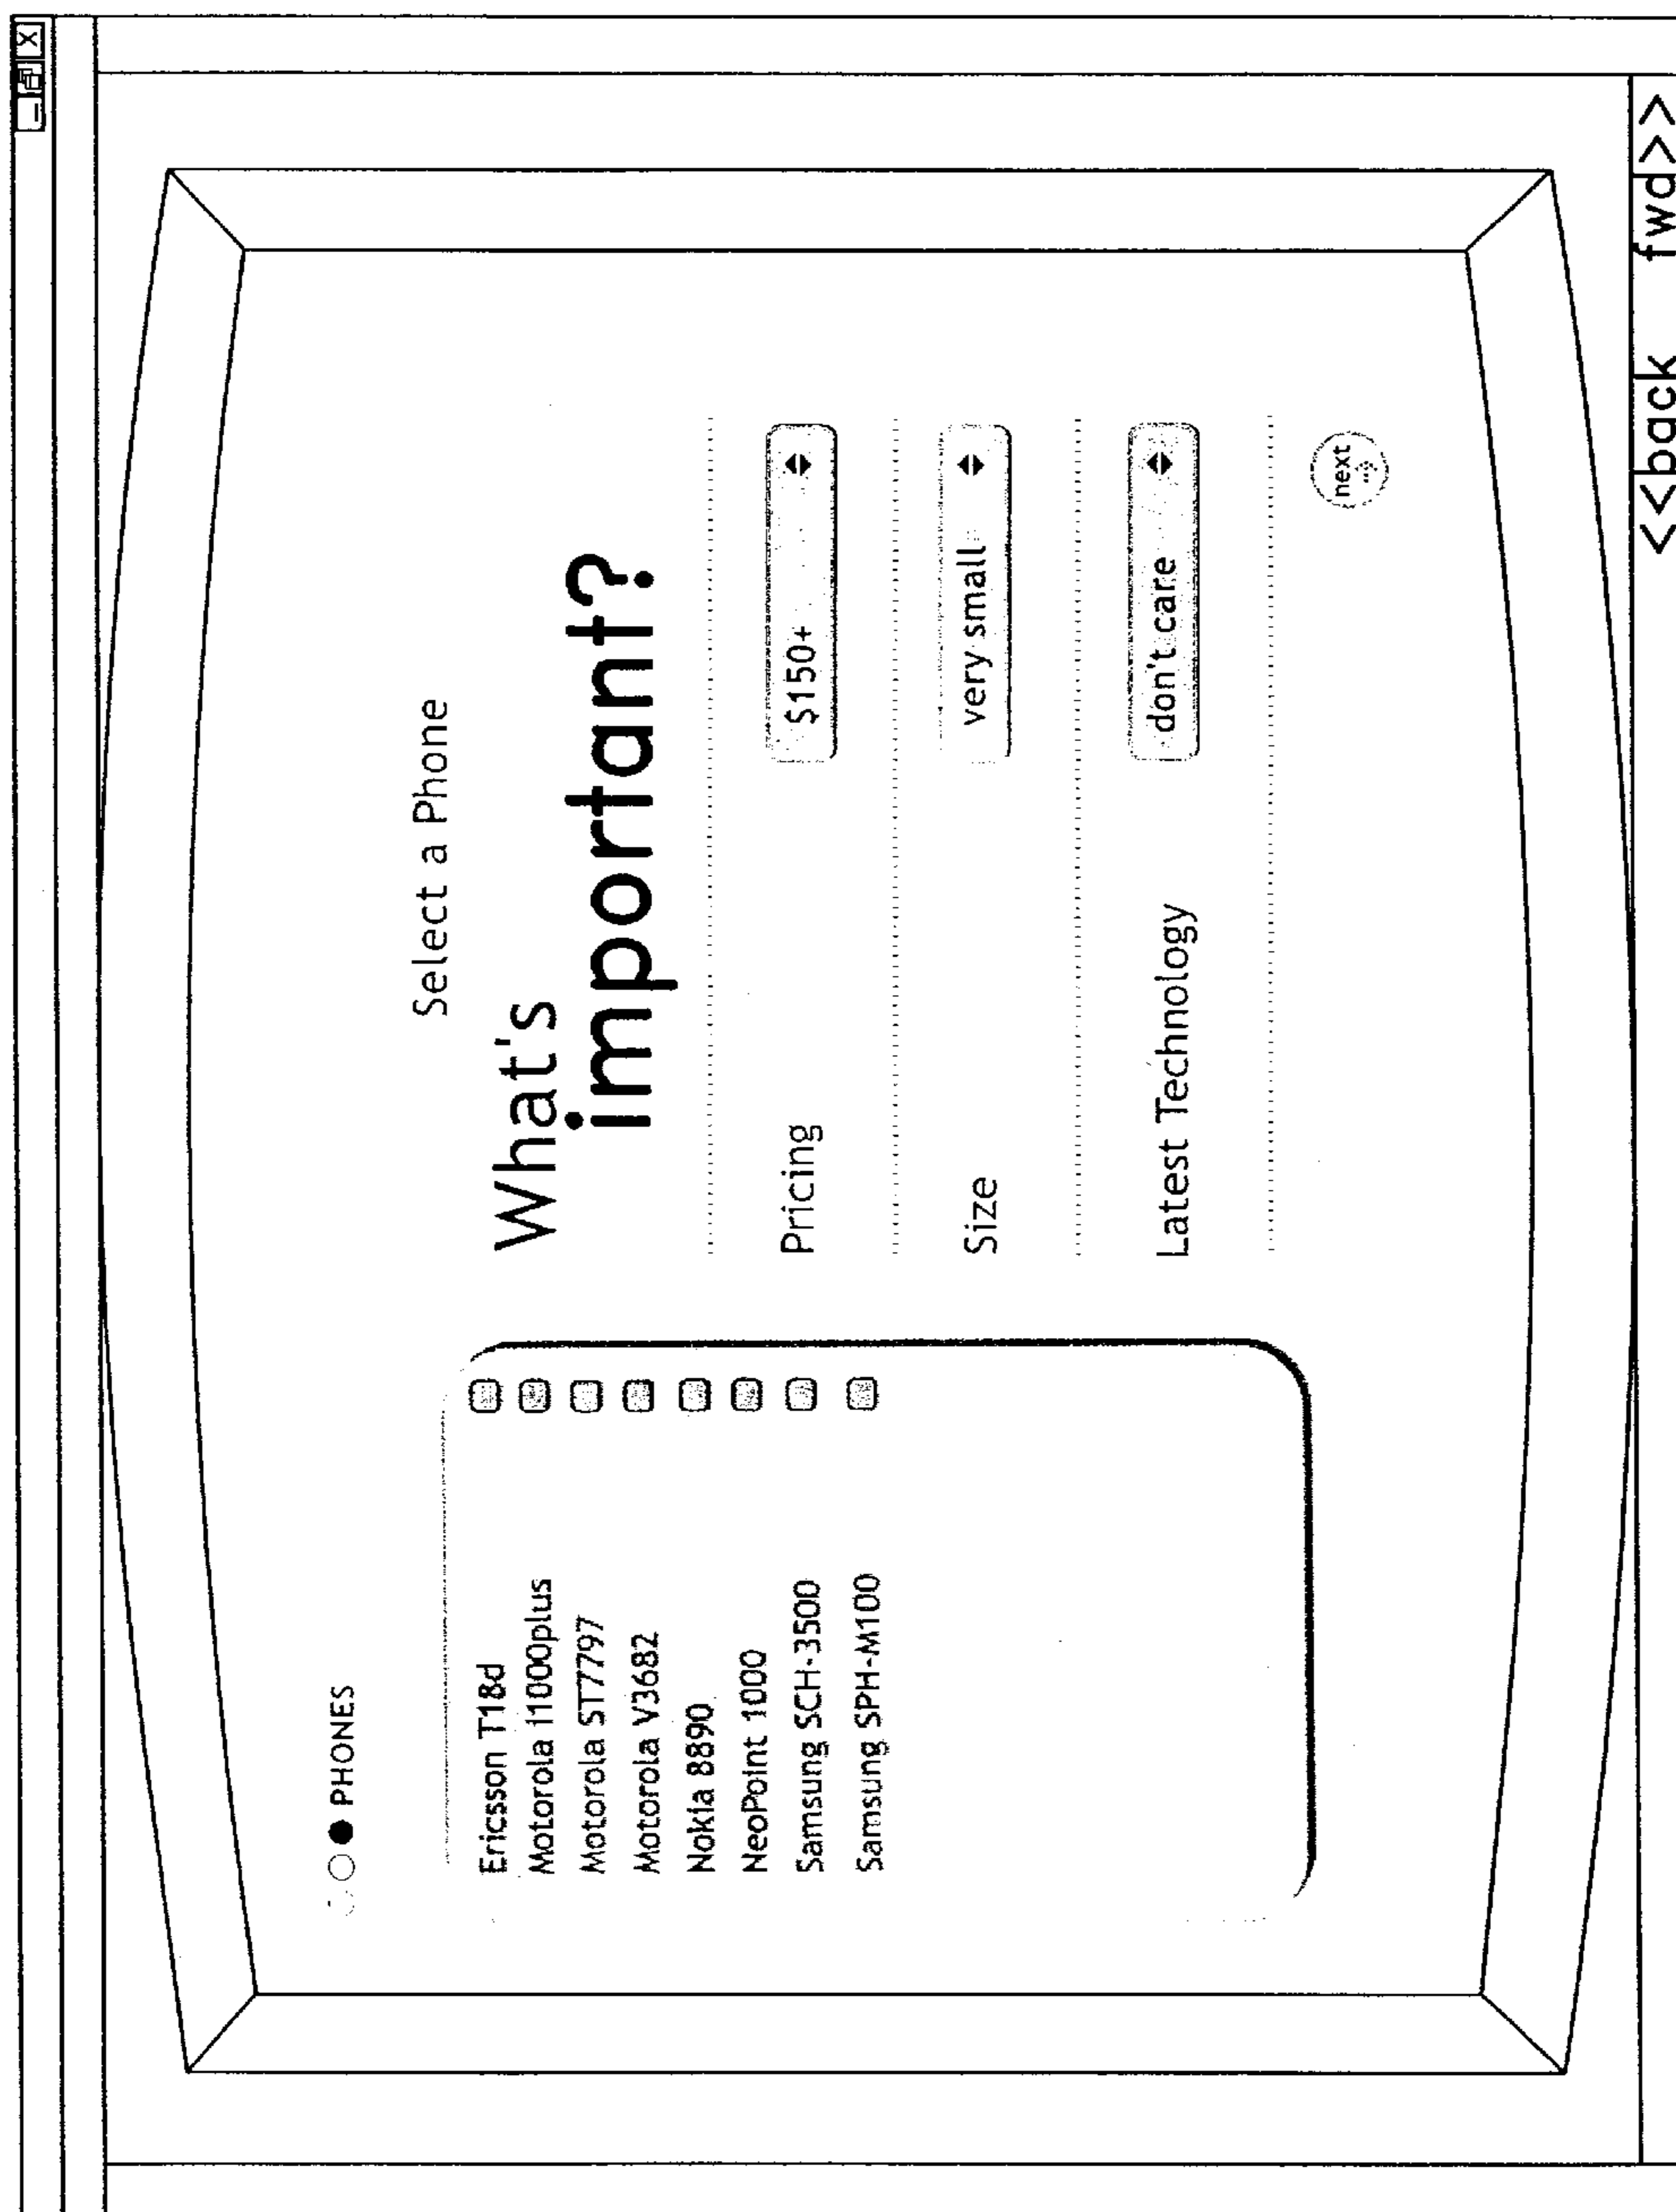 PHONES
Ericsson T18d
Motorola i1000plus
Motorola ST7797
Motorola V3682
Nokia 8890
NeoPoint 1000
Samsung SCH-3500
Samsung SPH-M100
Select a Phone
What's
important?
Pricing $150+
Size very small
Latest Technology don't care
next
<<back fwd>>